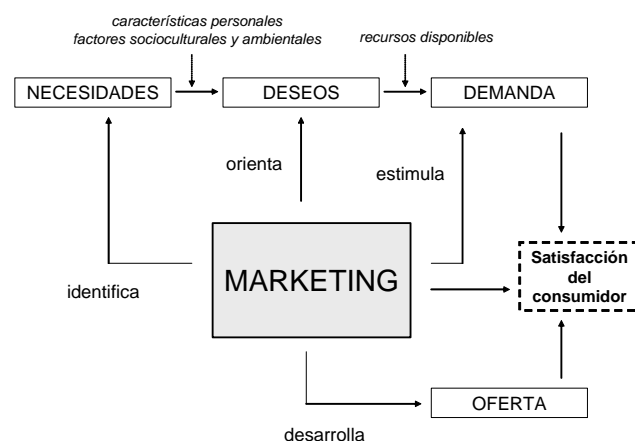 características personales
factores socioculturales y ambientales
recursos disponibles
NECESIDADES
DESEOS
DEMANDA
orienta
estimula
MARKETING
identifica
Satisfacción
del
consumidor
OFERTA
desarrolla